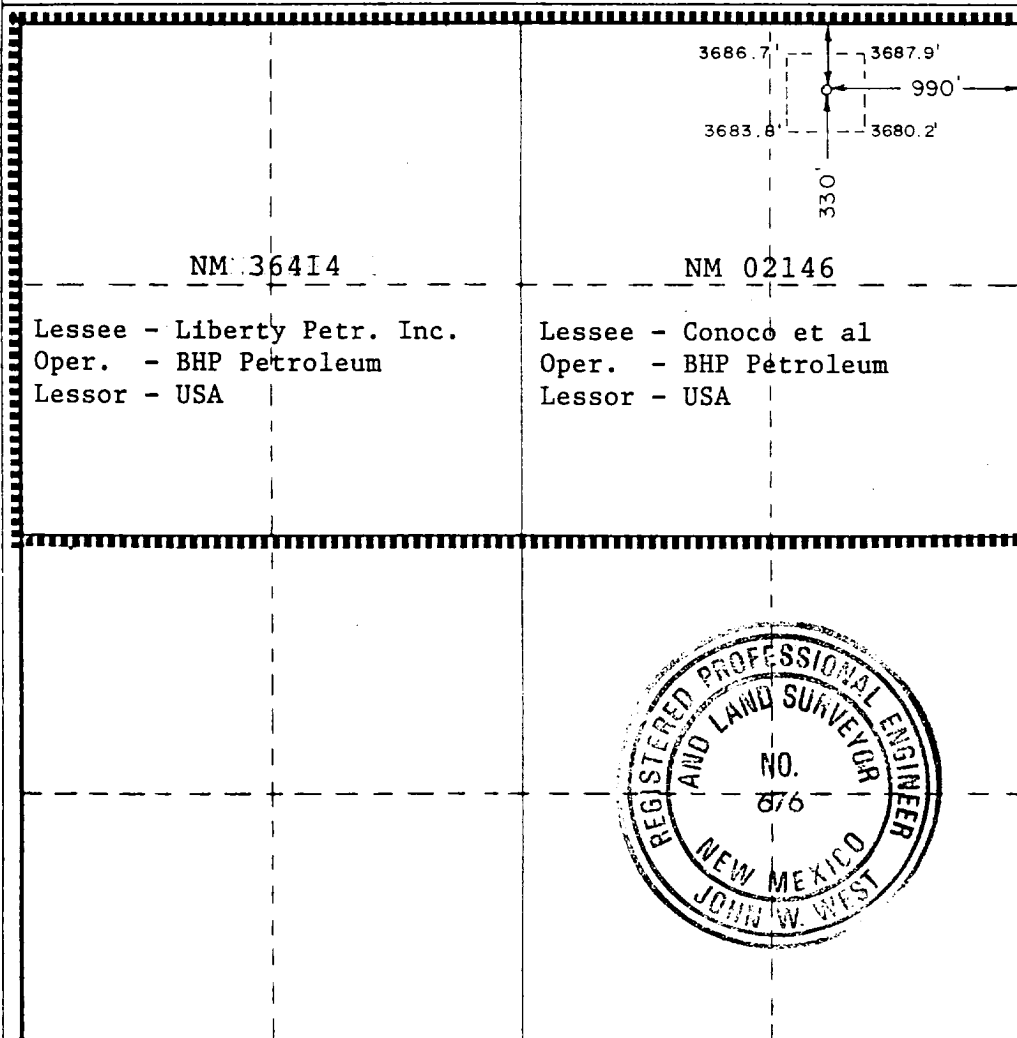 3686.7' 3687.9'
990'
3683.8' 3680.2'
330'
NM 36414 NM 02146
Lessee - Liberty Petr. Inc.
Oper. - BHP Petroleum
Lessor - USA
Lessee - Conoco et al
Oper. - BHP Petroleum
Lessor - USA
REGISTERED PROFESSIONAL ENGINEER
AND LAND SURVEYOR
NO.
676
NEW MEXICO
JOHN W. WEST